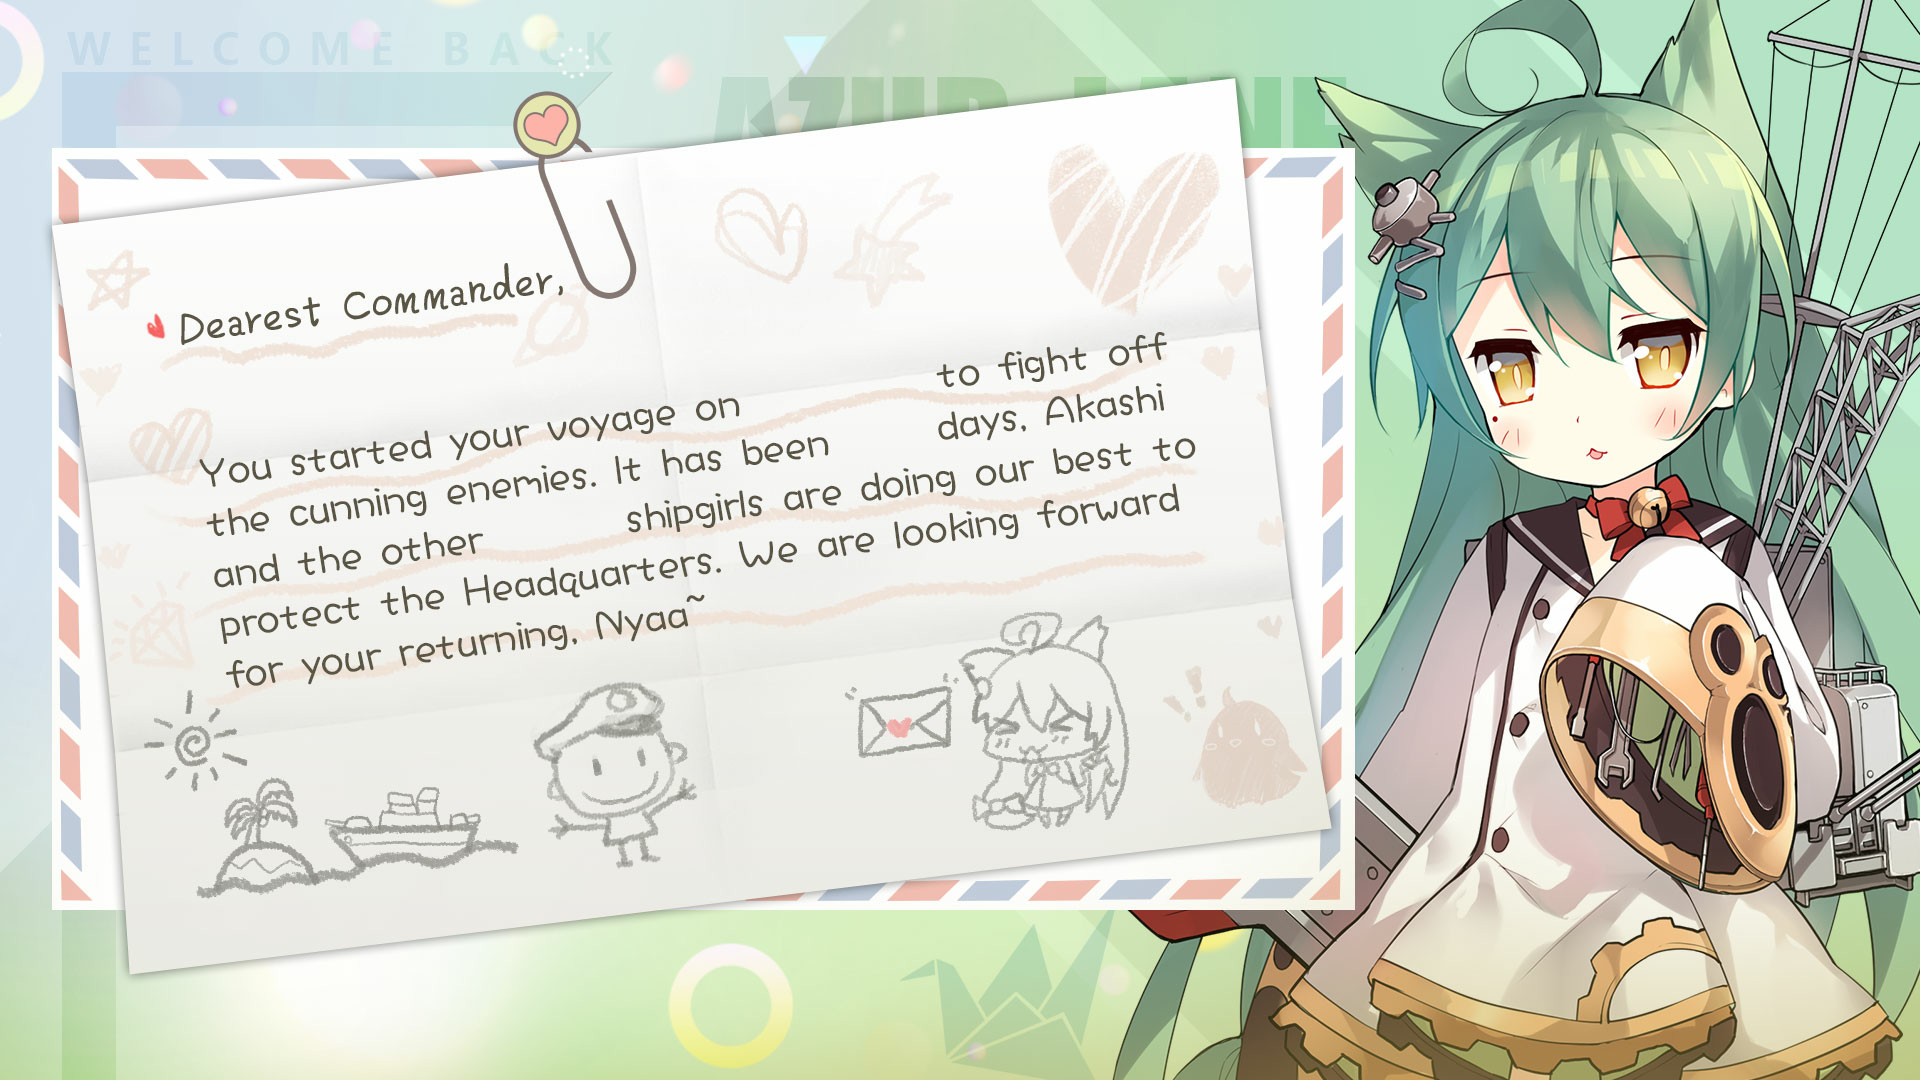 WELCOME BACK
AZUR LANE
Dearest Commander,
You started your voyage on to fight off
the cunning enemies. It has been days. Akashi
and the other shipgirls are doing our best to
protect the Headquarters. We are looking forward
for your returning. Nyaa~